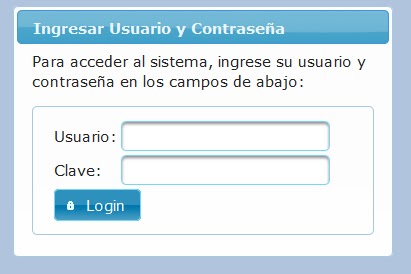 Ingresar Usuario y Contraseña
Para acceder al sistema, ingrese su usuario y
contraseña en los campos de abajo:
Usuario:
Clave:
Login